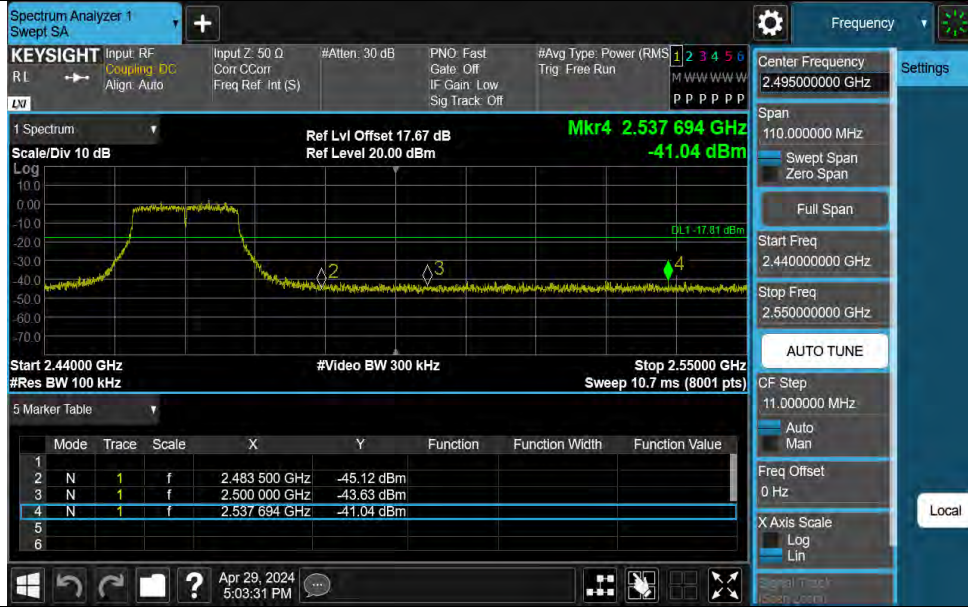 Spectrum Analyzer 1
Swept SA
Frequency
KEYSIGHT
RL
LXI
Input: RF
Coupling: DC
Align: Auto
Input Z: 50 Ω
Corr CCorr
Freq Ref: Int (S)
#Atten: 30 dB
PNO: Fast
Gate: Off
IF Gain: Low
Sig Track: Off
#Avg Type: Power (RMS
Trig: Free Run
1 2 3 4 5 6
M W W W W W
P P P P P P
1 Spectrum
Scale/Div 10 dB
Ref Lvl Offset 17.67 dB
Ref Level 20.00 dBm
Mkr4 2.537 694 GHz
-41.04 dBm
Log
10.0
0.00
-10.0
-20.0
-30.0
-40.0
-50.0
-60.0
-70.0
DL1 -17.81 dBm
2
3
4
Start 2.44000 GHz
#Res BW 100 kHz
#Video BW 300 kHz
Stop 2.55000 GHz
Sweep 10.7 ms (8001 pts)
5 Marker Table
Mode Trace Scale X Y Function Function Width Function Value
1
2 N 1 f 2.483 500 GHz -45.12 dBm
3 N 1 f 2.500 000 GHz -43.63 dBm
4 N 1 f 2.537 694 GHz -41.04 dBm
5
6
?
Apr 29, 2024
5:03:31 PM
Center Frequency
2.495000000 GHz
Settings
Span
110.000000 MHz
Swept Span
Zero Span
Full Span
Start Freq
2.440000000 GHz
Stop Freq
2.550000000 GHz
AUTO TUNE
CF Step
11.000000 MHz
Auto
Man
Freq Offset
0 Hz
Local
X Axis Scale
Log
Lin
Signal Track
(Span Zoom)